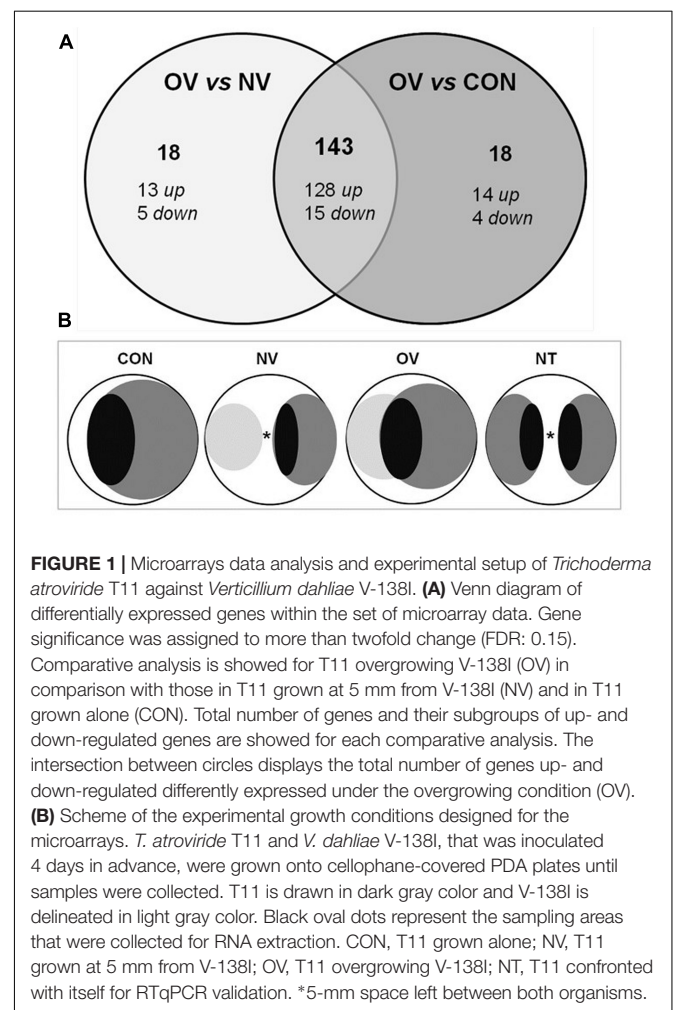 A
OV vs NV
OV vs CON
18
143
18
13 up
5 down
128 up
15 down
14 up
4 down
B
CON
NV
OV
NT
*
*
FIGURE 1 | Microarrays data analysis and experimental setup of Trichoderma
atroviride T11 against Verticillium dahliae V-138I. (A) Venn diagram of
differentially expressed genes within the set of microarray data. Gene
significance was assigned to more than twofold change (FDR: 0.15).
Comparative analysis is showed for T11 overgrowing V-138I (OV) in
comparison with those in T11 grown at 5 mm from V-138I (NV) and in T11
grown alone (CON). Total number of genes and their subgroups of up- and
down-regulated genes are showed for each comparative analysis. The
intersection between circles displays the total number of genes up- and
down-regulated differently expressed under the overgrowing condition (OV).
(B) Scheme of the experimental growth conditions designed for the
microarrays. T. atroviride T11 and V. dahliae V-138I, that was inoculated
4 days in advance, were grown onto cellophane-covered PDA plates until
samples were collected. T11 is drawn in dark gray color and V-138I is
delineated in light gray color. Black oval dots represent the sampling areas
that were collected for RNA extraction. CON, T11 grown alone; NV, T11
grown at 5 mm from V-138I; OV, T11 overgrowing V-138I; NT, T11 confronted
with itself for RTqPCR validation. *5-mm space left between both organisms.